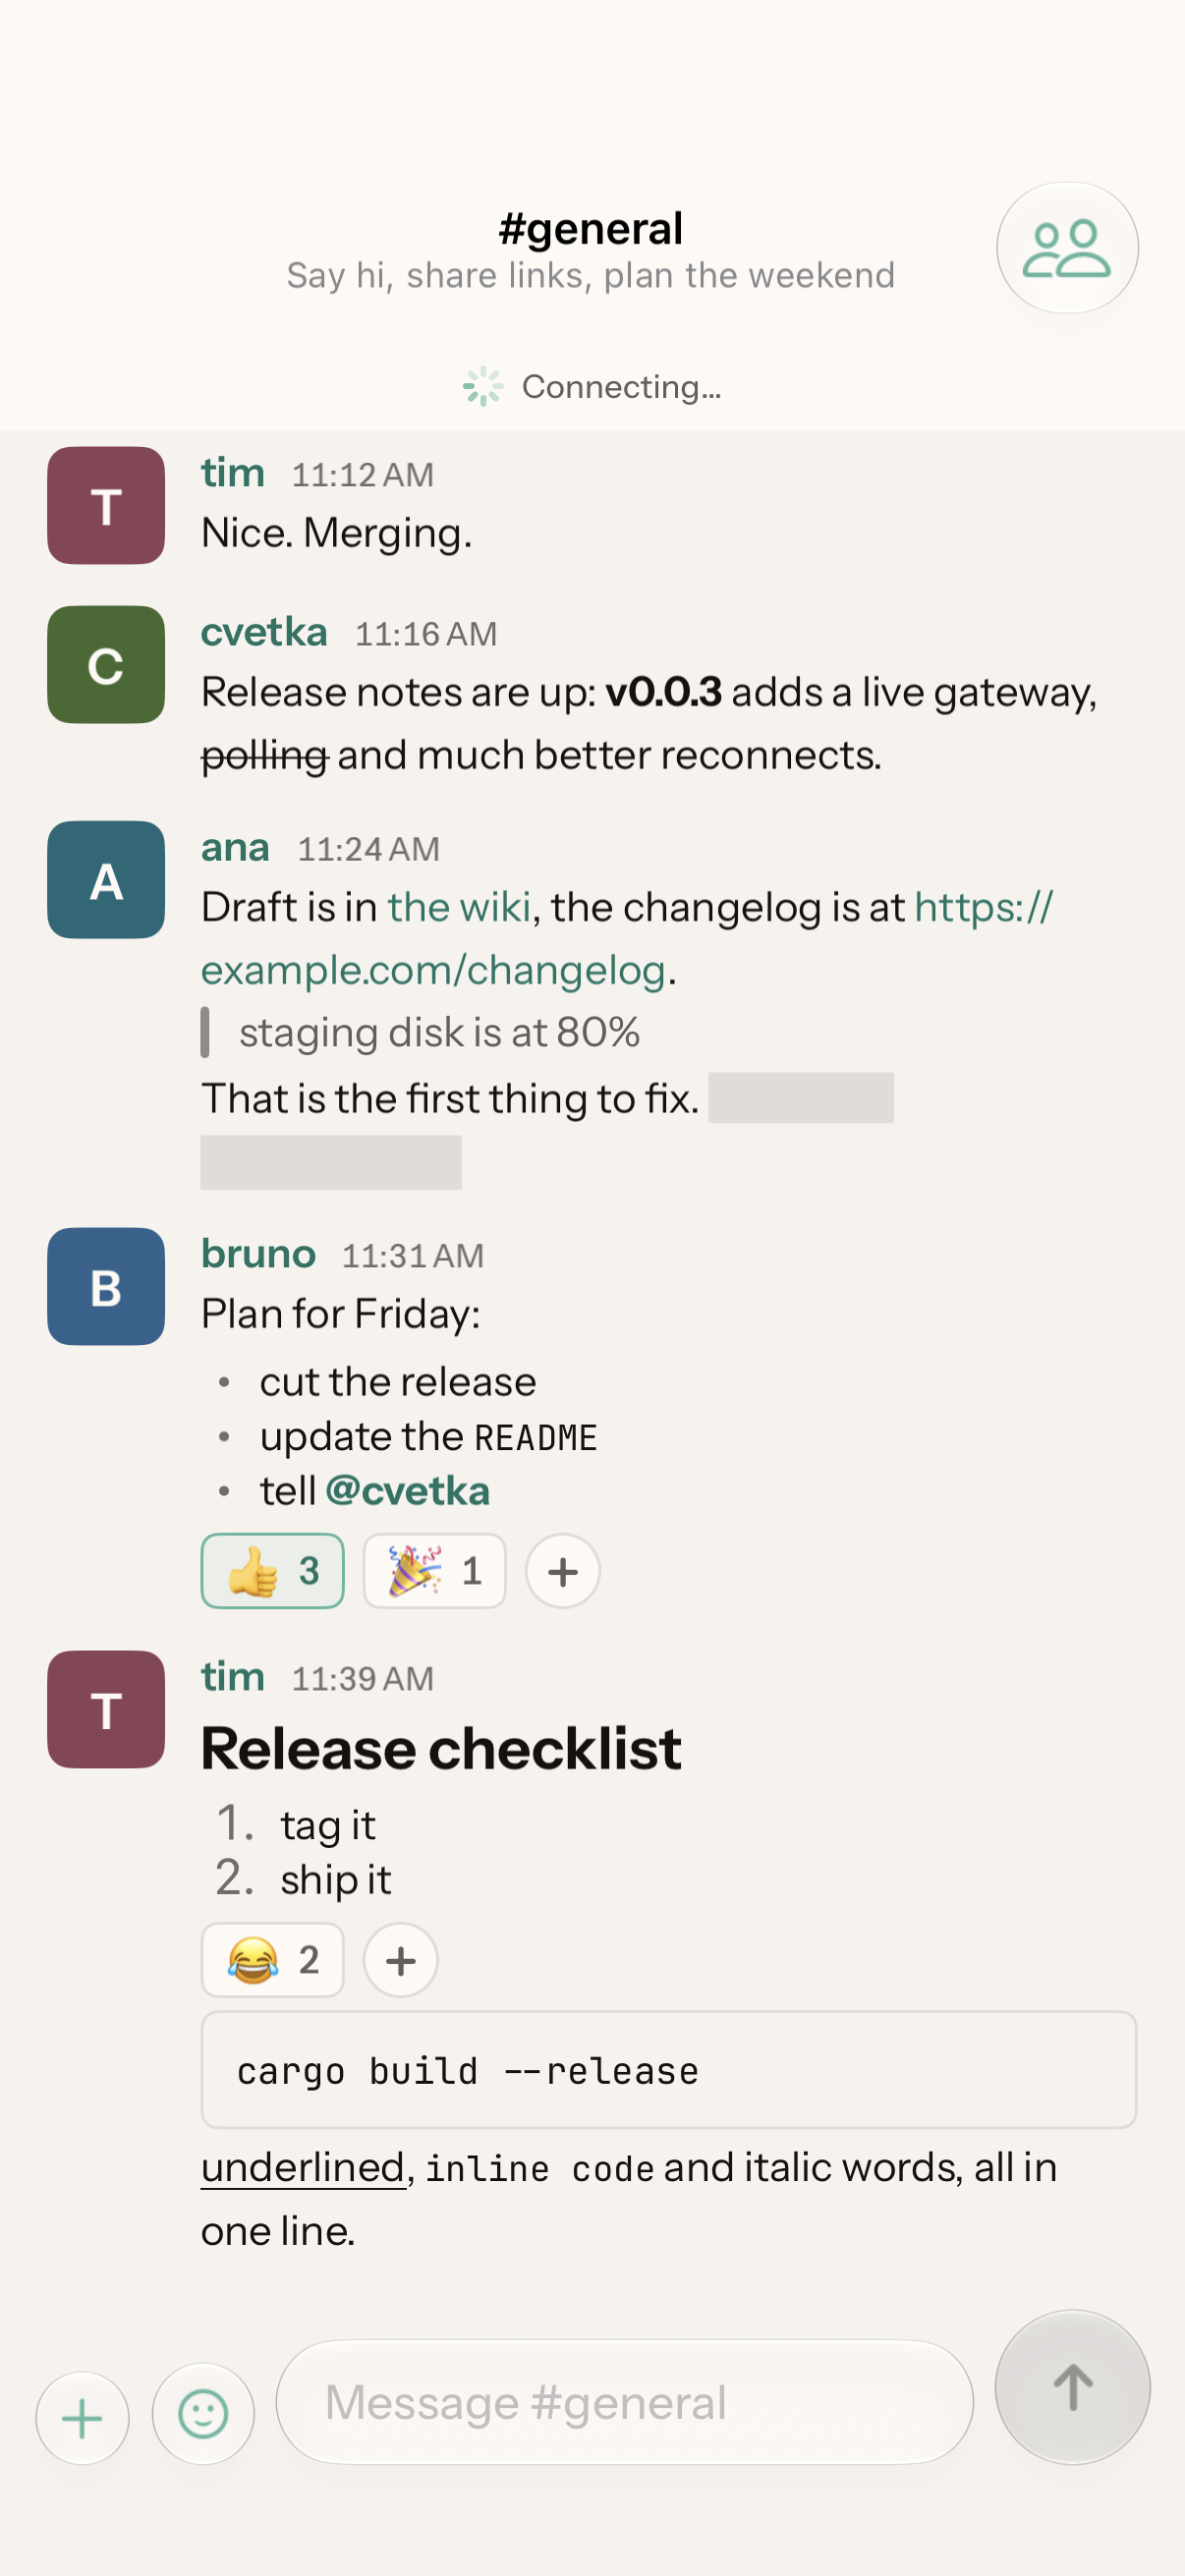 #general
Say hi, share links, plan the weekend
Connecting...
T
tim 11:12 AM
Nice. Merging.
C
cvetka 11:16 AM
Release notes are up: v0.0.3 adds a live gateway,
polling and much better reconnects.
A
ana 11:24 AM
Draft is in the wiki, the changelog is at https://
example.com/changelog.
staging disk is at 80%
That is the first thing to fix.
B
bruno 11:31 AM
Plan for Friday:
• cut the release
• update the README
• tell @cvetka
👍 3 🎉 1 +
T
tim 11:39 AM
Release checklist
1. tag it
2. ship it
😂 2 +
cargo build --release
underlined, inline code and italic words, all in
one line.
Message #general